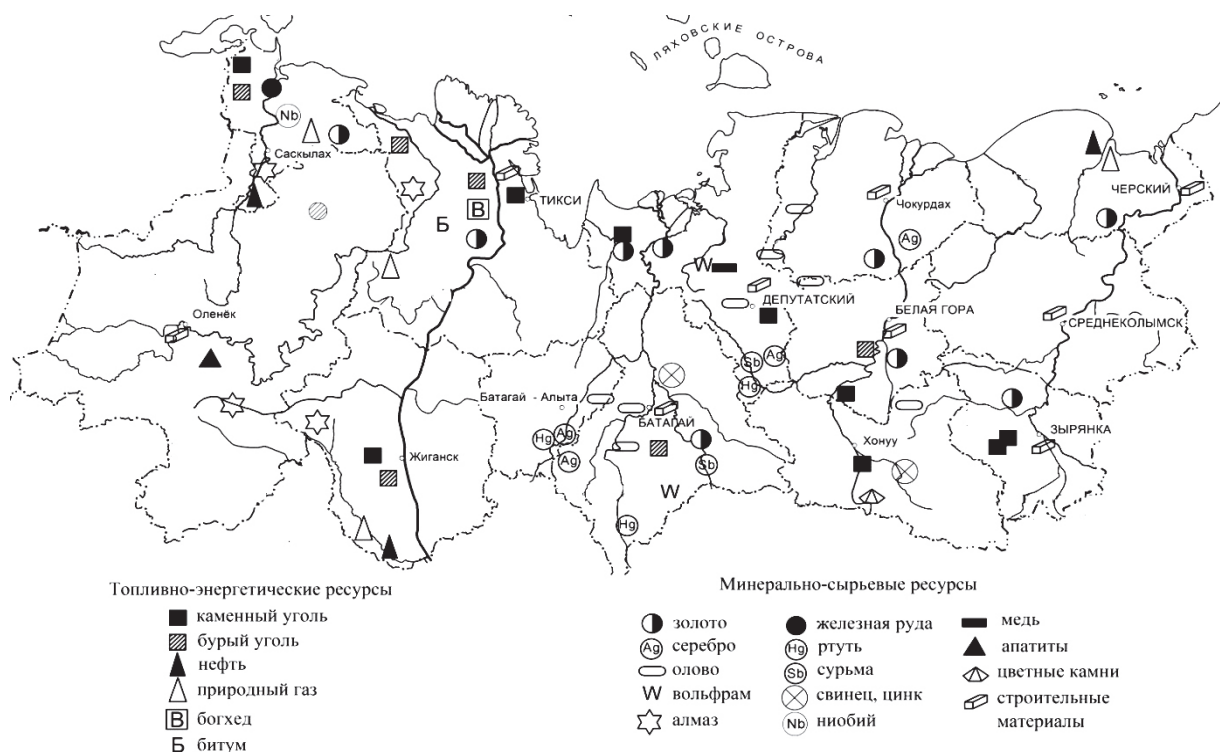 ЛЯХОВСКИЕ ОСТРОВА
Nb
Саскылах
ТИКСИ
ЧЕРСКИЙ
Чокурдах
В
Б
Ag
W
Оленёк
ДЕПУТАТСКИЙ
БЕЛАЯ ГОРА
СРЕДНЕКОЛЫМСК
Sb
Ag
Hg
Батагай - Алыта
БАТАГАЙ
Hg
Ag
Ag
Sb
W
Hg
Жиганск
Хонуу
ЗЫРЯНКА
Топливно-энергетические ресурсы
каменный уголь
бурый уголь
нефть
природный газ
В богхед
Б битум
Минерально-сырьевые ресурсы
золото
Ag серебро
олово
W вольфрам
алмаз
железная руда
Hg ртуть
Sb сурьма
свинец, цинк
Nb ниобий
медь
апатиты
цветные камни
строительные
материалы